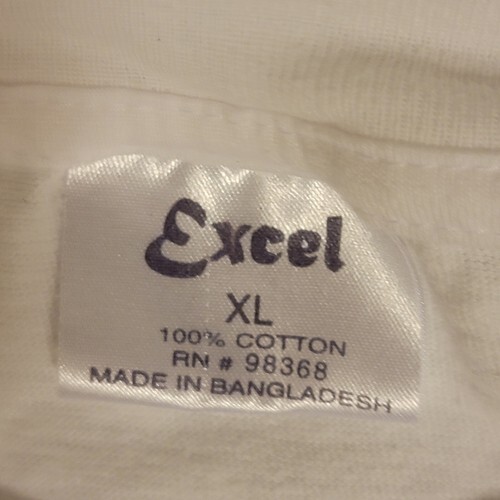 Excel
XL
100% COTTON
RN # 98368
MADE IN BANGLADESH